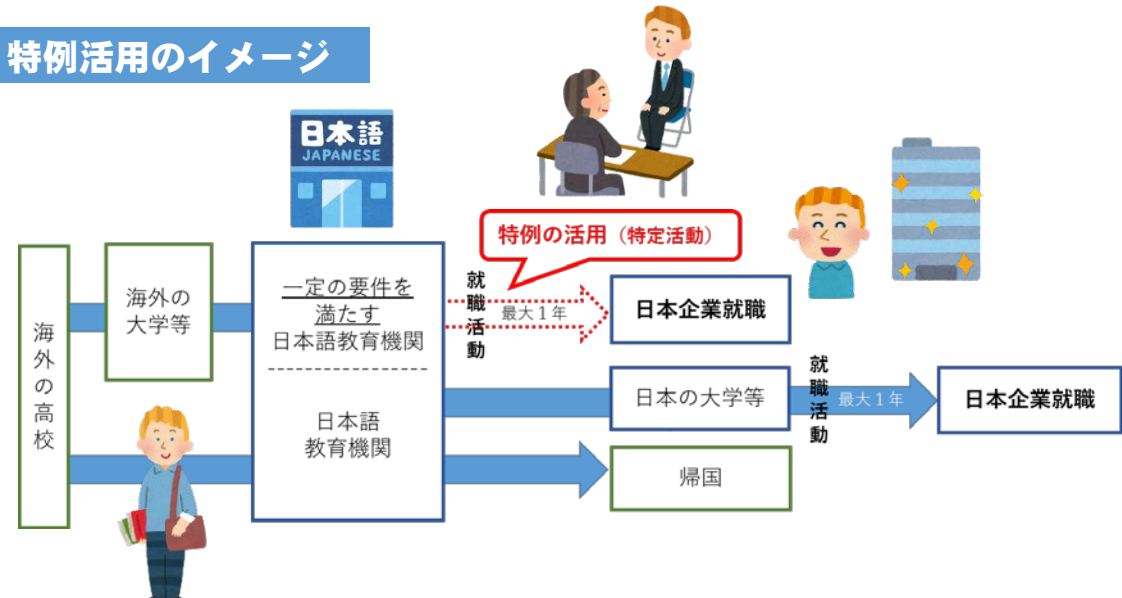 特例活用のイメージ
日本語
JAPANESE
特例の活用（特定活動）
海外の高校
海外の
大学等
一定の要件を
満たす
日本語教育機関
日本語
教育機関
就職活動
最大１年
日本企業就職
日本の大学等
就職活動
最大１年
日本企業就職
帰国